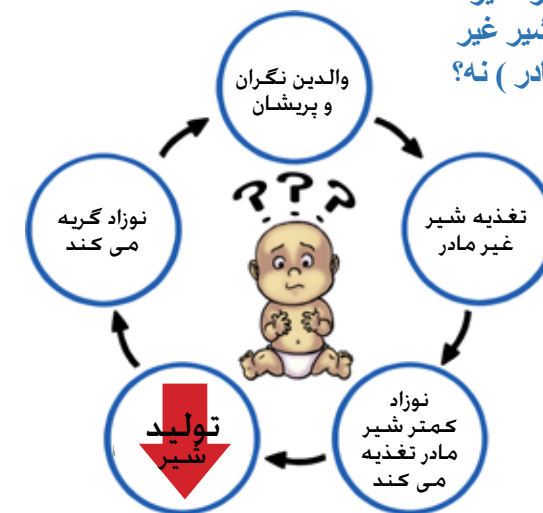 شیر غیر
مادر ) نه؟
والدین نگران
و پریشان
تغذیه شیر
غیر مادر
نوزاد
کمتر شیر
مادر تغذیه
می کند
تولید
شیر
نوزاد گریه
می کند
???